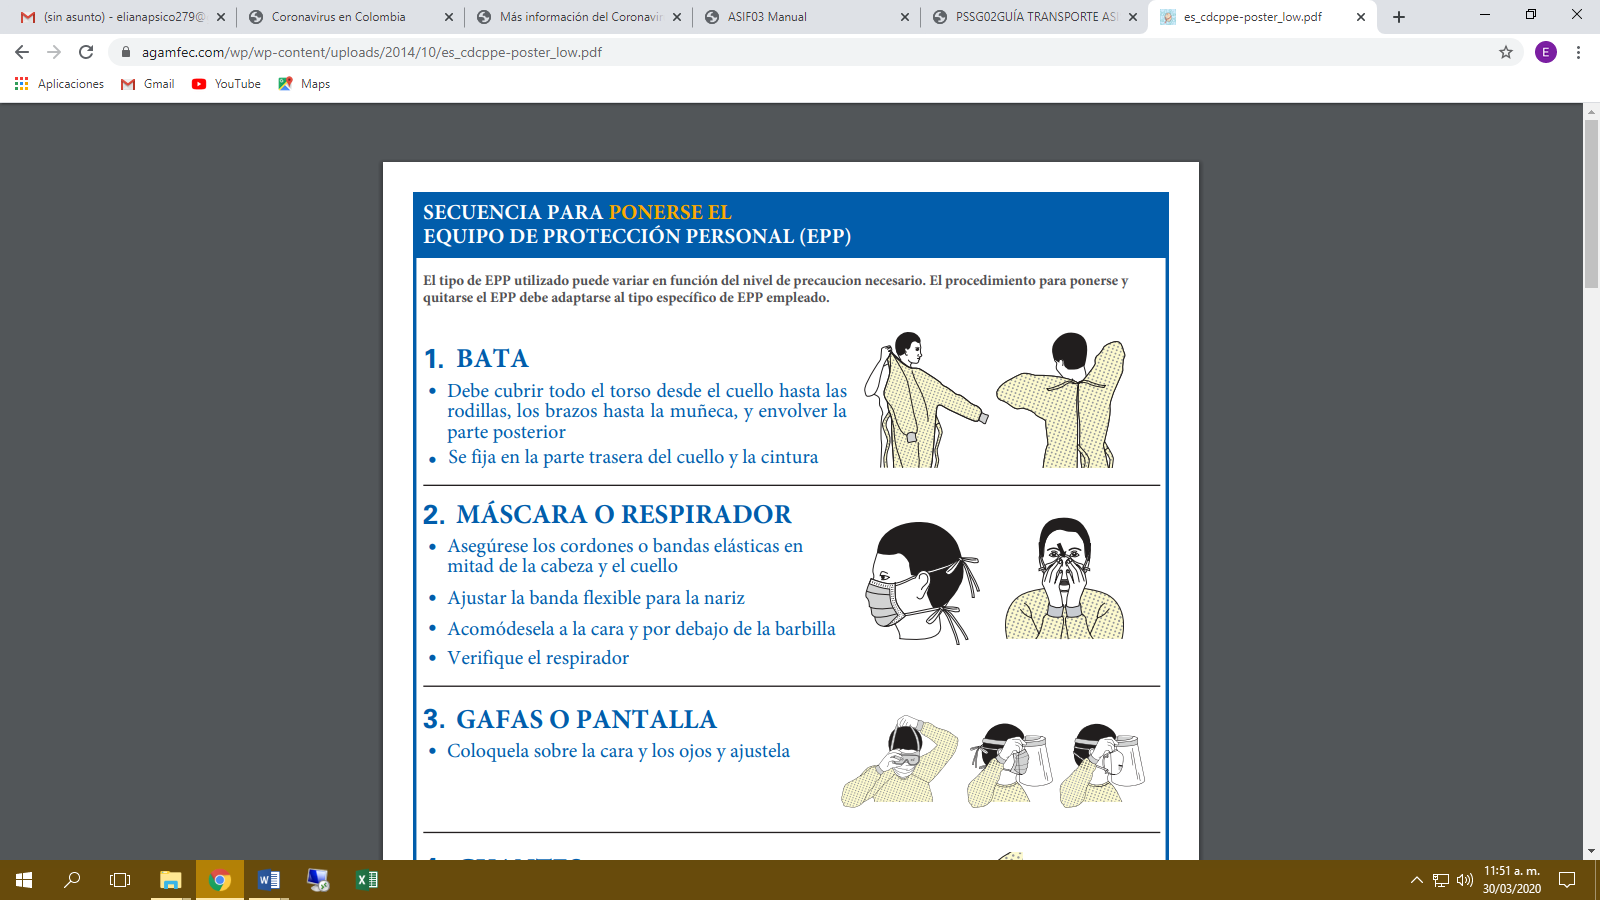 (sin asunto) - elianapsico279@
Coronavirus en Colombia
Más información del Coronavir
ASIF03 Manual
PSSG02GUÍA TRANSPORTE ASI
es_cdcppe-poster_low.pdf
agamfec.com/wp/wp-content/uploads/2014/10/es_cdcppe-poster_low.pdf
E
Aplicaciones
Gmail
YouTube
Maps
SECUENCIA PARA PONERSE EL
EQUIPO DE PROTECCIÓN PERSONAL (EPP)
El tipo de EPP utilizado puede variar en función del nivel de precaucion necesario. El procedimiento para ponerse y
quitarse el EPP debe adaptarse al tipo específico de EPP empleado.
1. BATA
• Debe cubrir todo el torso desde el cuello hasta las
rodillas, los brazos hasta la muñeca, y envolver la
parte posterior
• Se fija en la parte trasera del cuello y la cintura
2. MÁSCARA O RESPIRADOR
• Asegúrese los cordones o bandas elásticas en
mitad de la cabeza y el cuello
• Ajustar la banda flexible para la nariz
• Acomódesela a la cara y por debajo de la barbilla
• Verifique el respirador
3. GAFAS O PANTALLA
• Coloquela sobre la cara y los ojos y ajustela
11:51 a. m.
30/03/2020